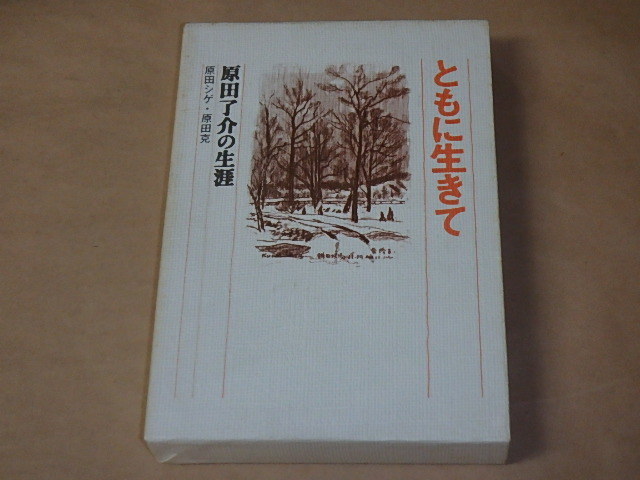 ともに生きて
原田了介の生涯
原田シゲ・原田克